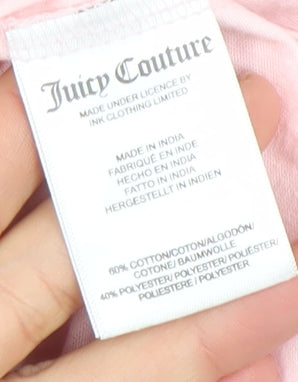 Juicy Couture
MADE UNDER LICENCE BY
INK CLOTHING LIMITED
MADE IN INDIA
FABRIQUÉ EN INDE
HECHO EN INDIA
FATTO IN INDIA
HERGESTELLT IN INDIEN
60% COTTON/COTON/ALGODÓN/
COTONE/ BAUMWOLLE
40% POLYESTER/ POLYESTER/ POLIÉSTER/
POLIESTERE / POLYESTER